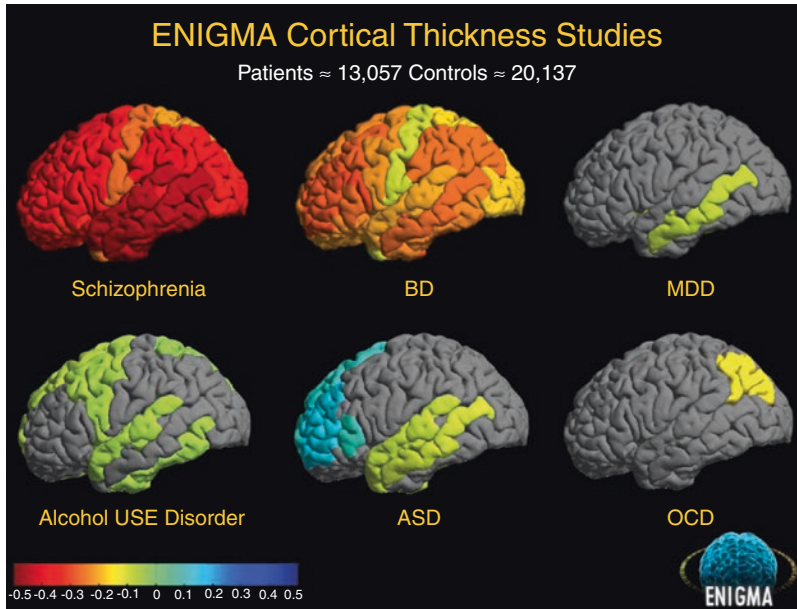 ENIGMA Cortical Thickness Studies
Patients ≈ 13,057 Controls ≈ 20,137
Schizophrenia
BD
MDD
Alcohol USE Disorder
ASD
OCD
-0.5 -0.4 -0.3 -0.2 -0.1 0 0.1 0.2 0.3 0.4 0.5
ENIGMA